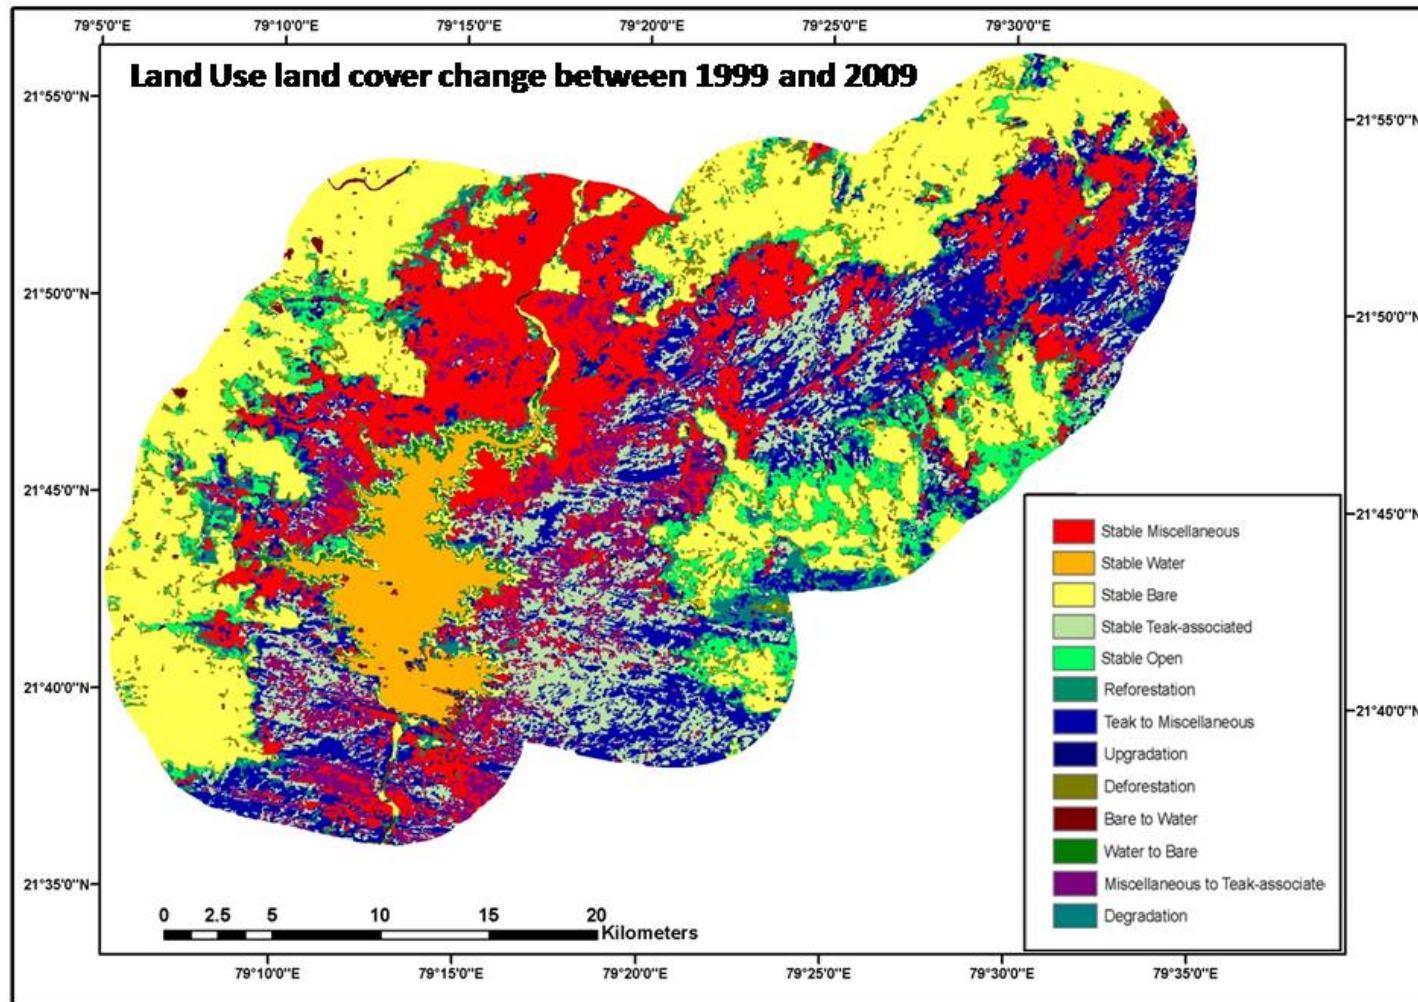 79°5'0"E 79°10'0"E 79°15'0"E 79°20'0"E 79°25'0"E 79°30'0"E
Land Use land cover change between 1999 and 2009
21°55'0"N
21°55'0"N
21°50'0"N
21°50'0"N
21°45'0"N
21°45'0"N
Stable Miscellaneous
Stable Water
Stable Bare
Stable Teak-associated
Stable Open
Reforestation
21°40'0"N
21°40'0"N
Teak to Miscellaneous
Upgradation
Deforestation
Bare to Water
Water to Bare
21°35'0"N
Miscellaneous to Teak-associate
Degradation
0 2.5 5 10 15 20
Kilometers
79°10'0"E 79°15'0"E 79°20'0"E 79°25'0"E 79°30'0"E 79°35'0"E